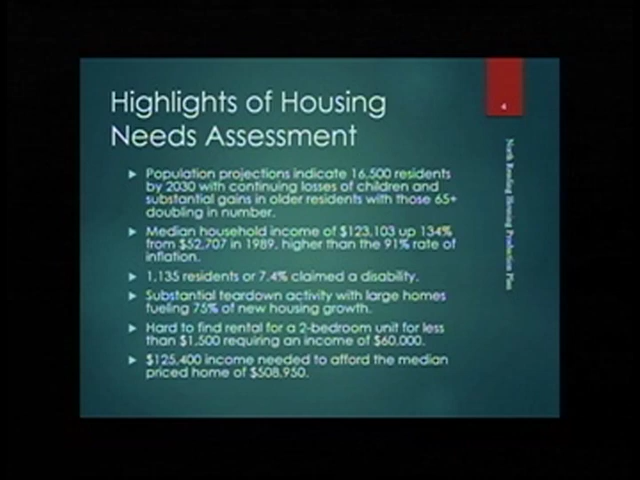 Highlights of Housing
Needs Assessment
4
North Reading Housing Production Plan
Population projections indicate 16,500 residents
by 2030 with continuing losses of children and
substantial gains in older residents with those 65+
doubling in number.
Median household income of $123,103 up 134%
from $52,707 in 1989, higher than the 91% rate of
inflation.
1,135 residents or 7.4% claimed a disability.
Substantial teardown activity with large homes
fueling 75% of new housing growth.
Hard to find rental for a 2-bedroom unit for less
than $1,500 requiring an income of $60,000.
$125,400 income needed to afford the median
priced home of $508,950.